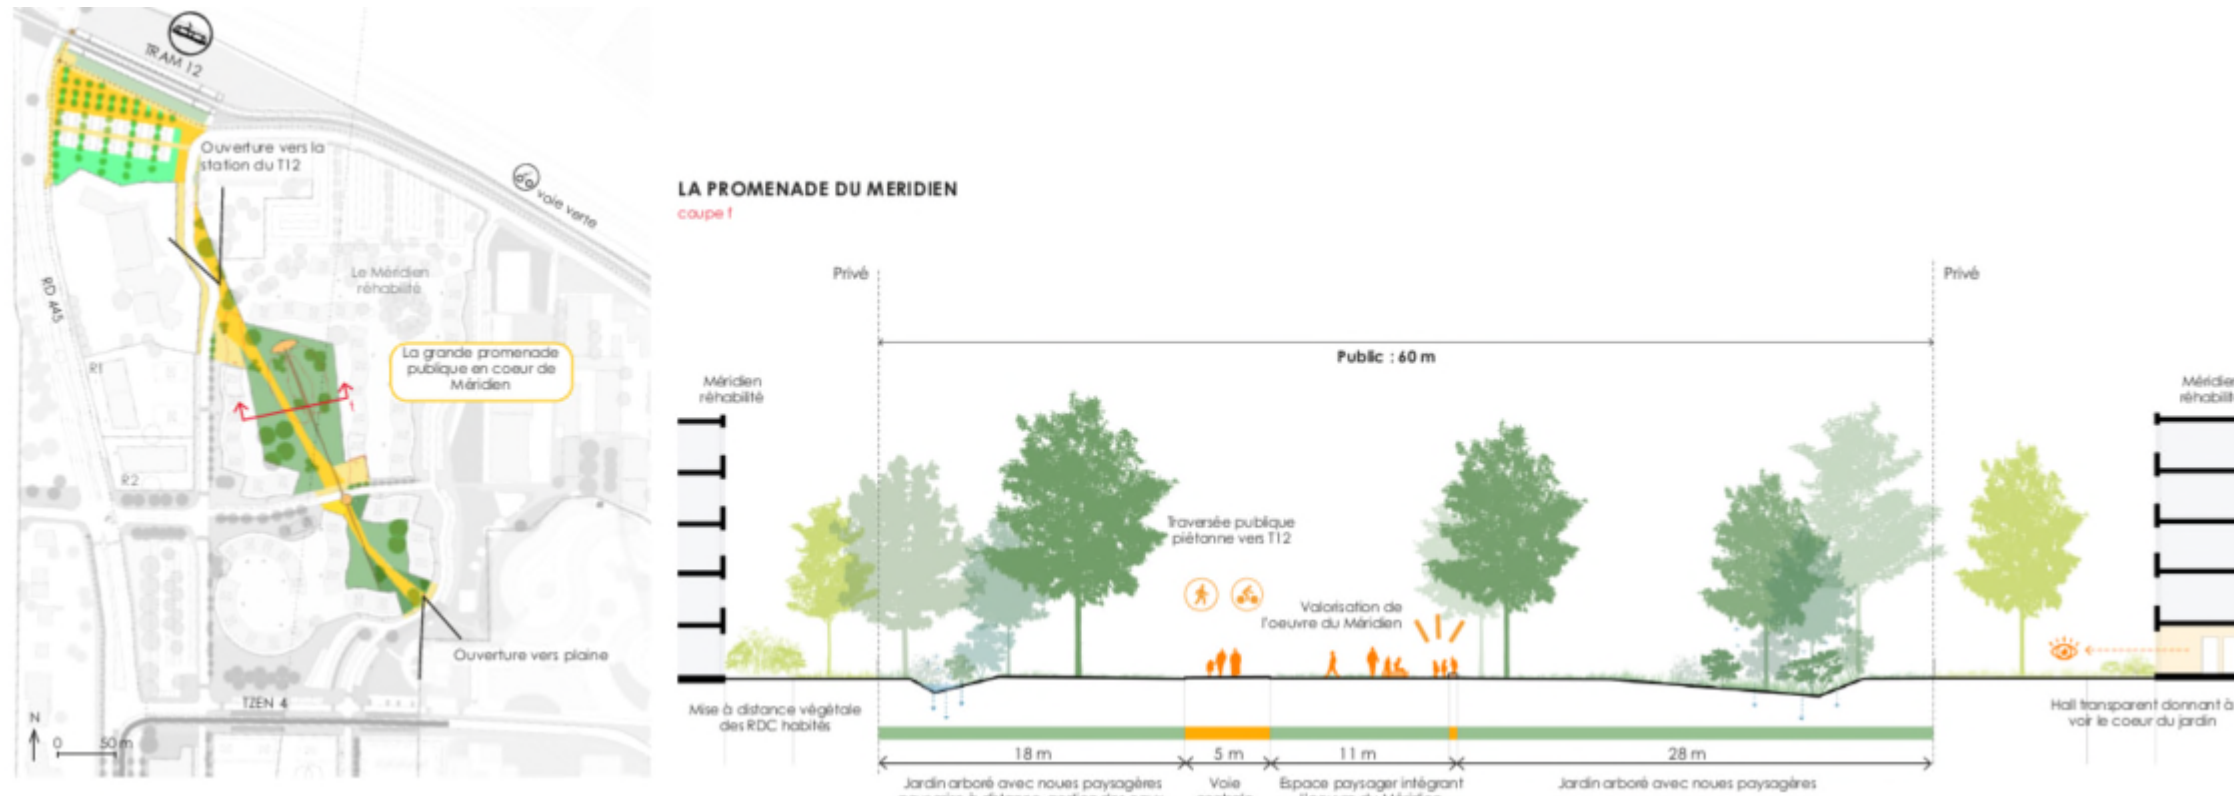 TRAM 12
Ouverture vers la
station du T12
voie verte
RD 445
Le Méridien
réhabilité
La grande promenade
publique en coeur de
Méridien
R1
R2
Ouverture vers plaine
TZEN 4
N
0 50 m
LA PROMENADE DU MERIDIEN
coupe f
Privé
Privé
Public : 60 m
Méridien
réhabilité
Méridien
réhabilité
Traversée publique
piétonne vers T12
Valorisation de
l'oeuvre du Méridien
Mise à distance végétale
des RDC habités
Hall transparent donnant à
voir le coeur du jardin
18 m
5 m
11 m
28 m
Jardin arboré avec noues paysagères
Voie
Espace paysager intégrant
Jardin arboré avec noues paysagères